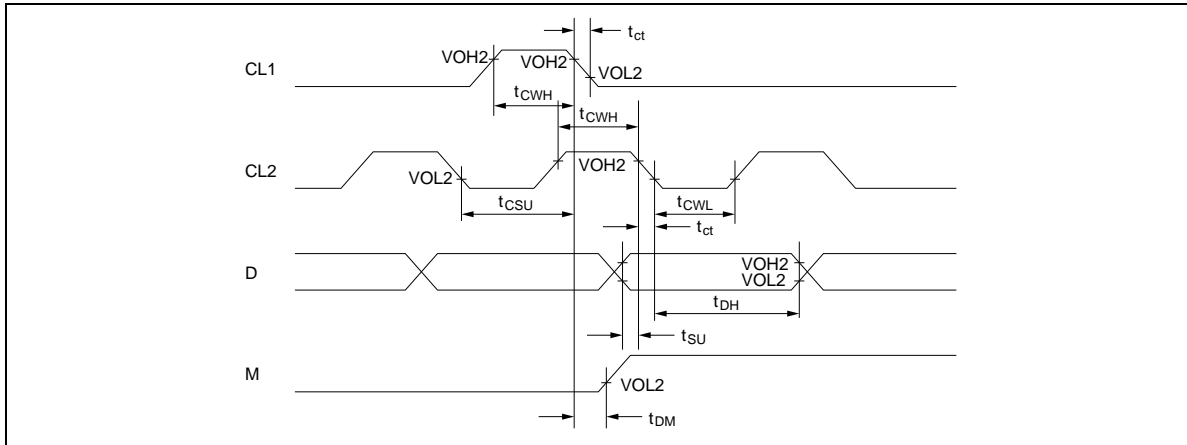 tct
VOH2
VOH2
CL1
VOL2
tCWH
tCWH
VOH2
CL2
VOL2
tCSU
tCWL
tct
VOH2
D
VOL2
tDH
tSU
M
VOL2
tDM